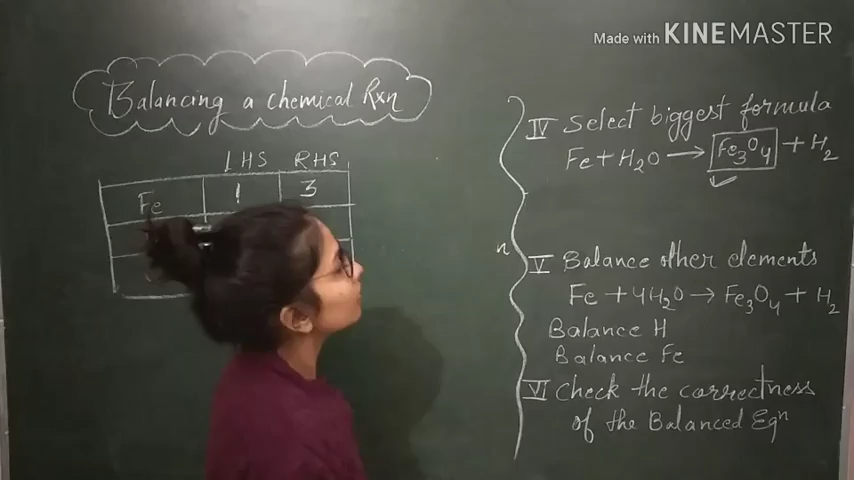 Made with KINEMASTER
Balancing a chemical Rxn
LHS RHS
Fe 1 3
IV Select biggest formula
Fe + H₂O → Fe₃O₄ + H₂
n
V Balance other elements
Fe + 4H₂O → Fe₃O₄ + H₂
Balance H
Balance Fe
VI Check the correctness
of the Balanced Eqⁿ